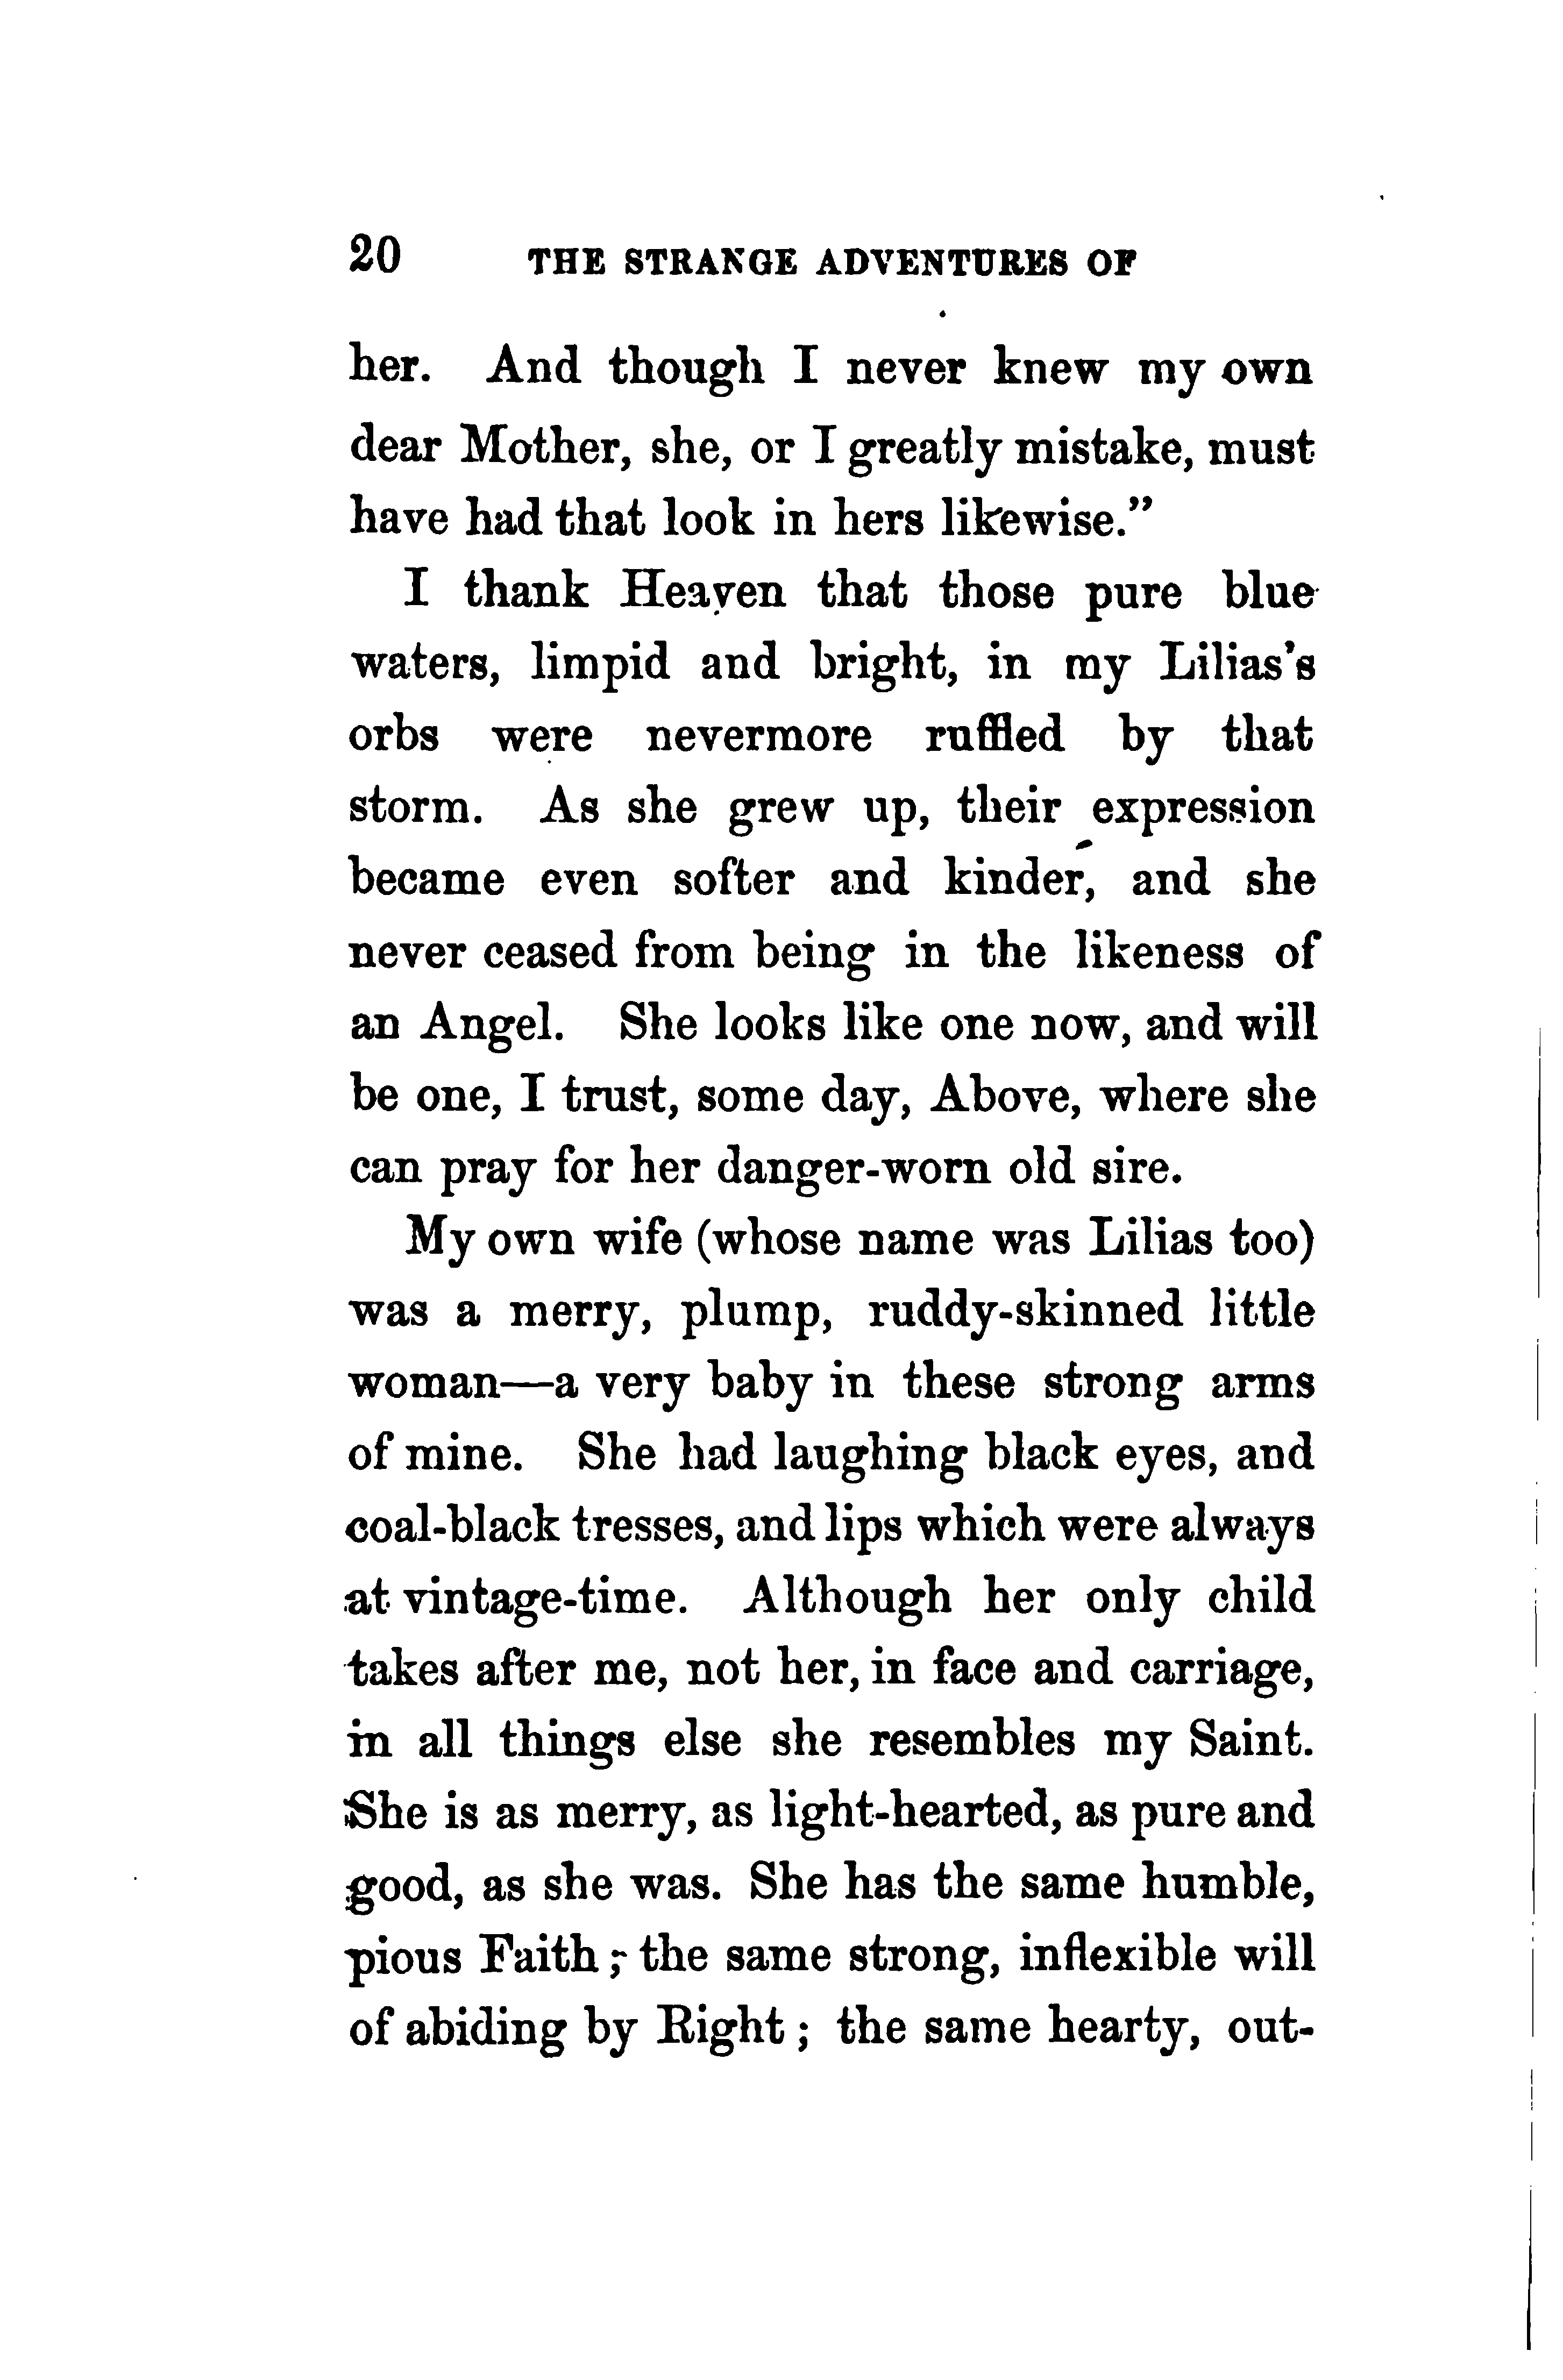 20 THE STRANGE ADVENTURES OF
her. And though I never knew my own
dear Mother, she, or I greatly mistake, must
have had that look in hers likewise.”
I thank Heaven that those pure blue
waters, limpid and bright, in my Lilias's
orbs were nevermore ruffled by that
storm. As she grew up, their expression
became even softer and kinder, and she
never ceased from being in the likeness of
an Angel. She looks like one now, and will
be one, I trust, some day, Above, where she
can pray for her danger-worn old sire.
My own wife (whose name was Lilias too)
was a merry, plump, ruddy-skinned little
woman—a very baby in these strong arms
of mine. She had laughing black eyes, and
coal-black tresses, and lips which were always
at vintage-time. Although her only child
takes after me, not her, in face and carriage,
in all things else she resembles my Saint.
She is as merry, as light-hearted, as pure and
good, as she was. She has the same humble,
pious Faith; the same strong, inflexible will
of abiding by Right; the same hearty, out-